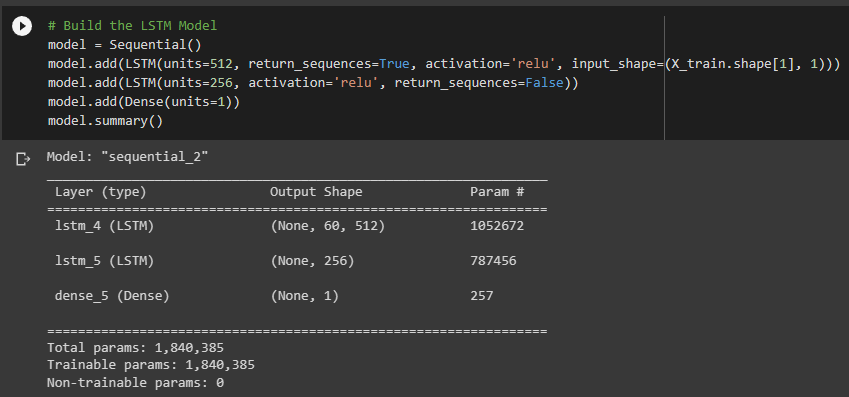 # Build the LSTM Model
model = Sequential()
model.add(LSTM(units=512, return_sequences=True, activation='relu', input_shape=(X_train.shape[1], 1)))
model.add(LSTM(units=256, activation='relu', return_sequences=False))
model.add(Dense(units=1))
model.summary()
Model: "sequential_2"
_________________________________________________________________
Layer (type) Output Shape Param #
=================================================================
lstm_4 (LSTM) (None, 60, 512) 1052672
lstm_5 (LSTM) (None, 256) 787456
dense_5 (Dense) (None, 1) 257
=================================================================
Total params: 1,840,385
Trainable params: 1,840,385
Non-trainable params: 0